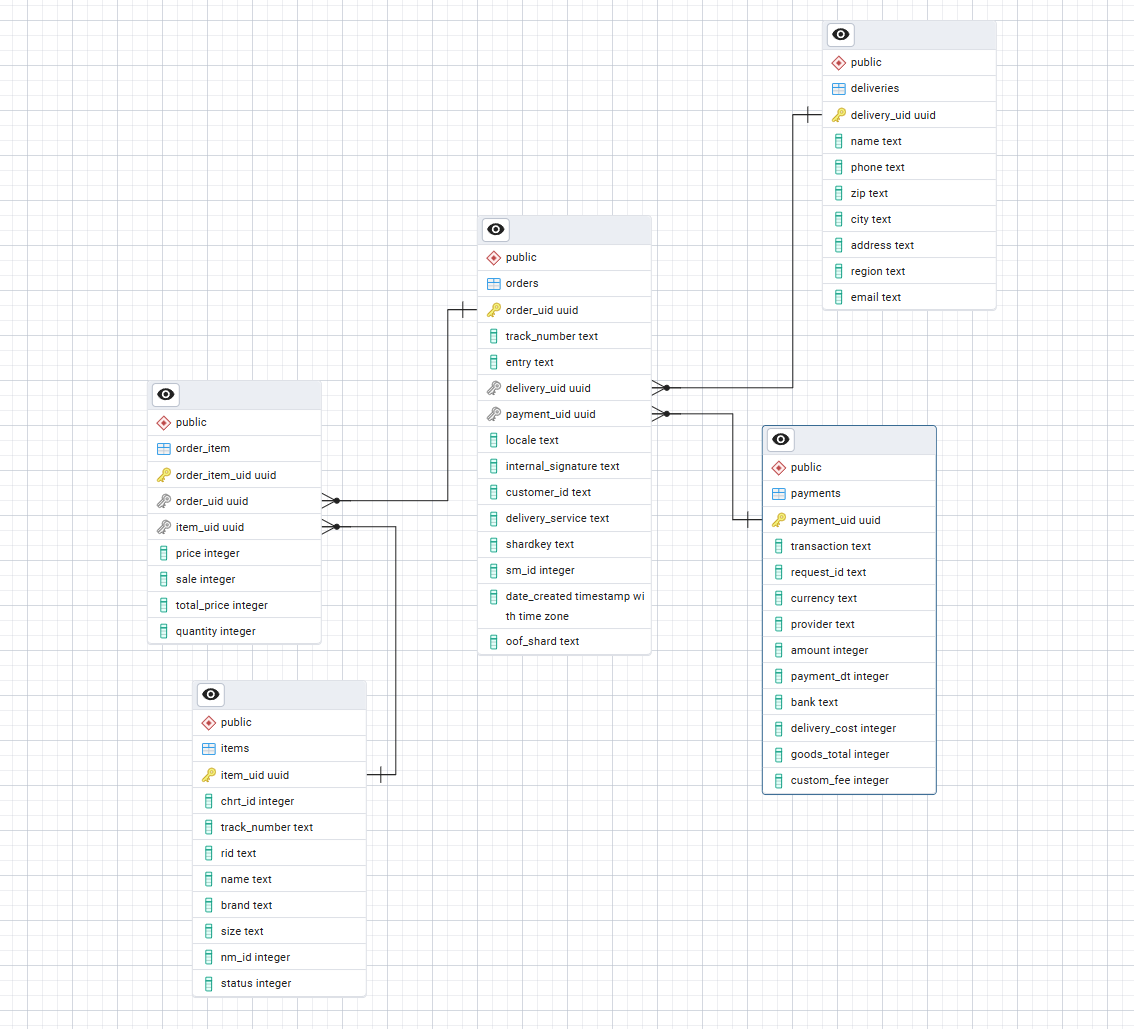 public
deliveries
delivery_uid uuid
name text
phone text
zip text
city text
address text
region text
email text
public
orders
order_uid uuid
track_number text
entry text
delivery_uid uuid
payment_uid uuid
locale text
internal_signature text
customer_id text
delivery_service text
shardkey text
sm_id integer
date_created timestamp wi
th time zone
oof_shard text
public
order_item
order_item_uid uuid
order_uid uuid
item_uid uuid
price integer
sale integer
total_price integer
quantity integer
public
payments
payment_uid uuid
transaction text
request_id text
currency text
provider text
amount integer
payment_dt integer
bank text
delivery_cost integer
goods_total integer
custom_fee integer
public
items
item_uid uuid
chrt_id integer
track_number text
rid text
name text
brand text
size text
nm_id integer
status integer